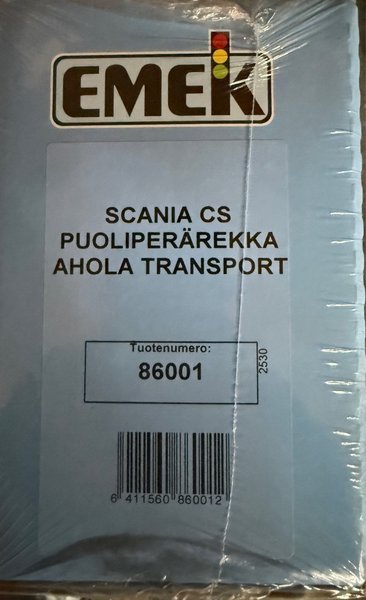 EMEK
SCANIA CS
PUOLIPERÄREKKA
AHOLA TRANSPORT
Tuotenumero:
86001
2530
6 411560 860012